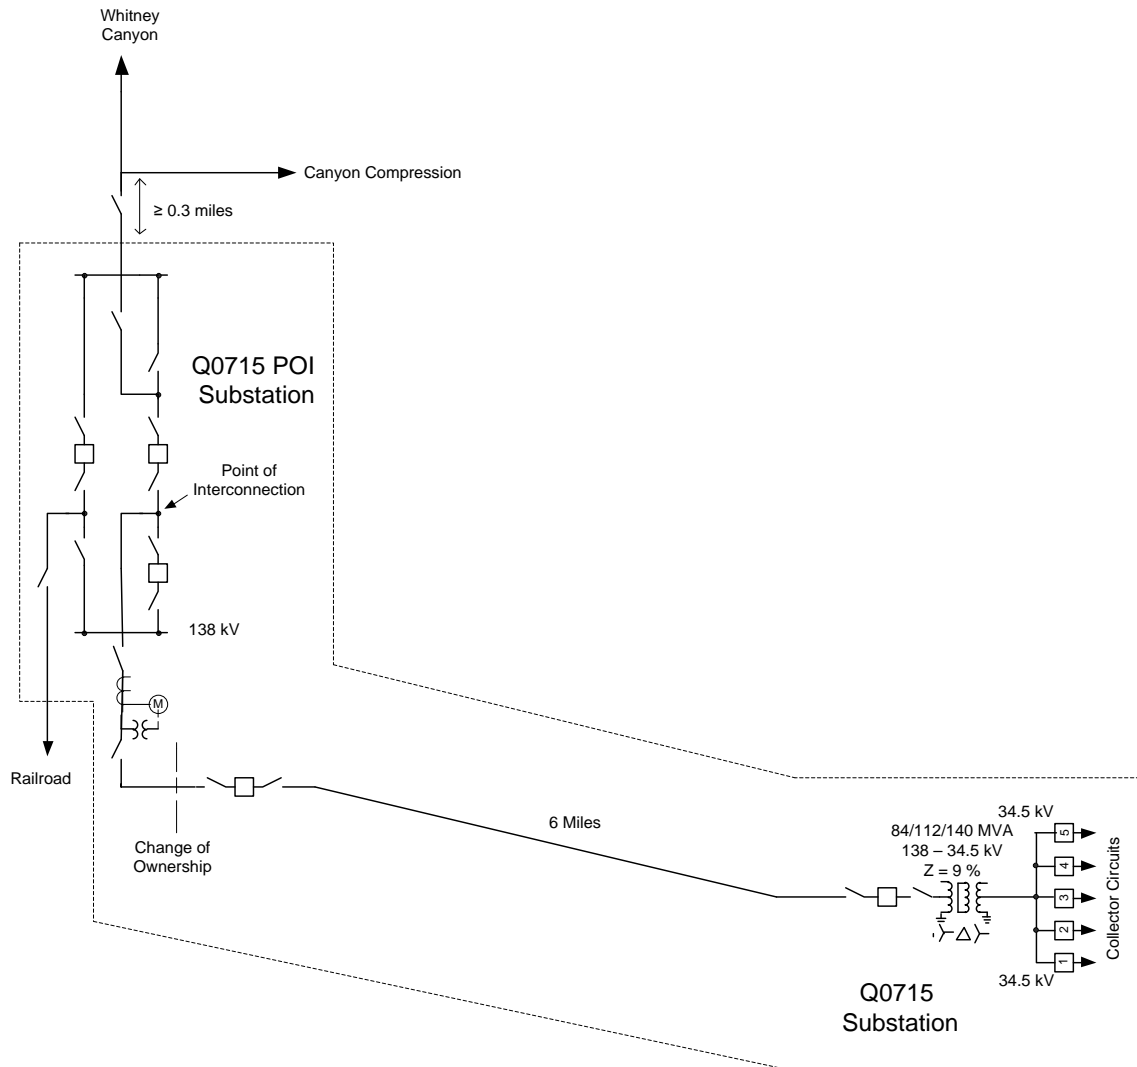 Whitney
Canyon
Canyon Compression
≥ 0.3 miles
Q0715 POI
Substation
Point of
Interconnection
138 kV
M
Railroad
Change of
Ownership
6 Miles
84/112/140 MVA
138 – 34.5 kV
Z = 9 %
34.5 kV
5
4
3
2
1
34.5 kV
Collector Circuits
Q0715
Substation